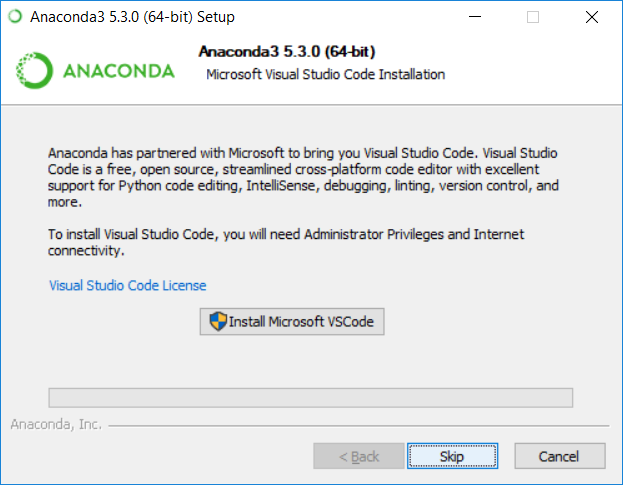 Anaconda3 5.3.0 (64-bit) Setup
ANACONDA
Anaconda3 5.3.0 (64-bit)
Microsoft Visual Studio Code Installation
Anaconda has partnered with Microsoft to bring you Visual Studio Code. Visual Studio
Code is a free, open source, streamlined cross-platform code editor with excellent
support for Python code editing, IntelliSense, debugging, linting, version control, and
more.
To install Visual Studio Code, you will need Administrator Privileges and Internet
connectivity.
Visual Studio Code License
Install Microsoft VSCode
Anaconda, Inc.
< Back
Skip
Cancel